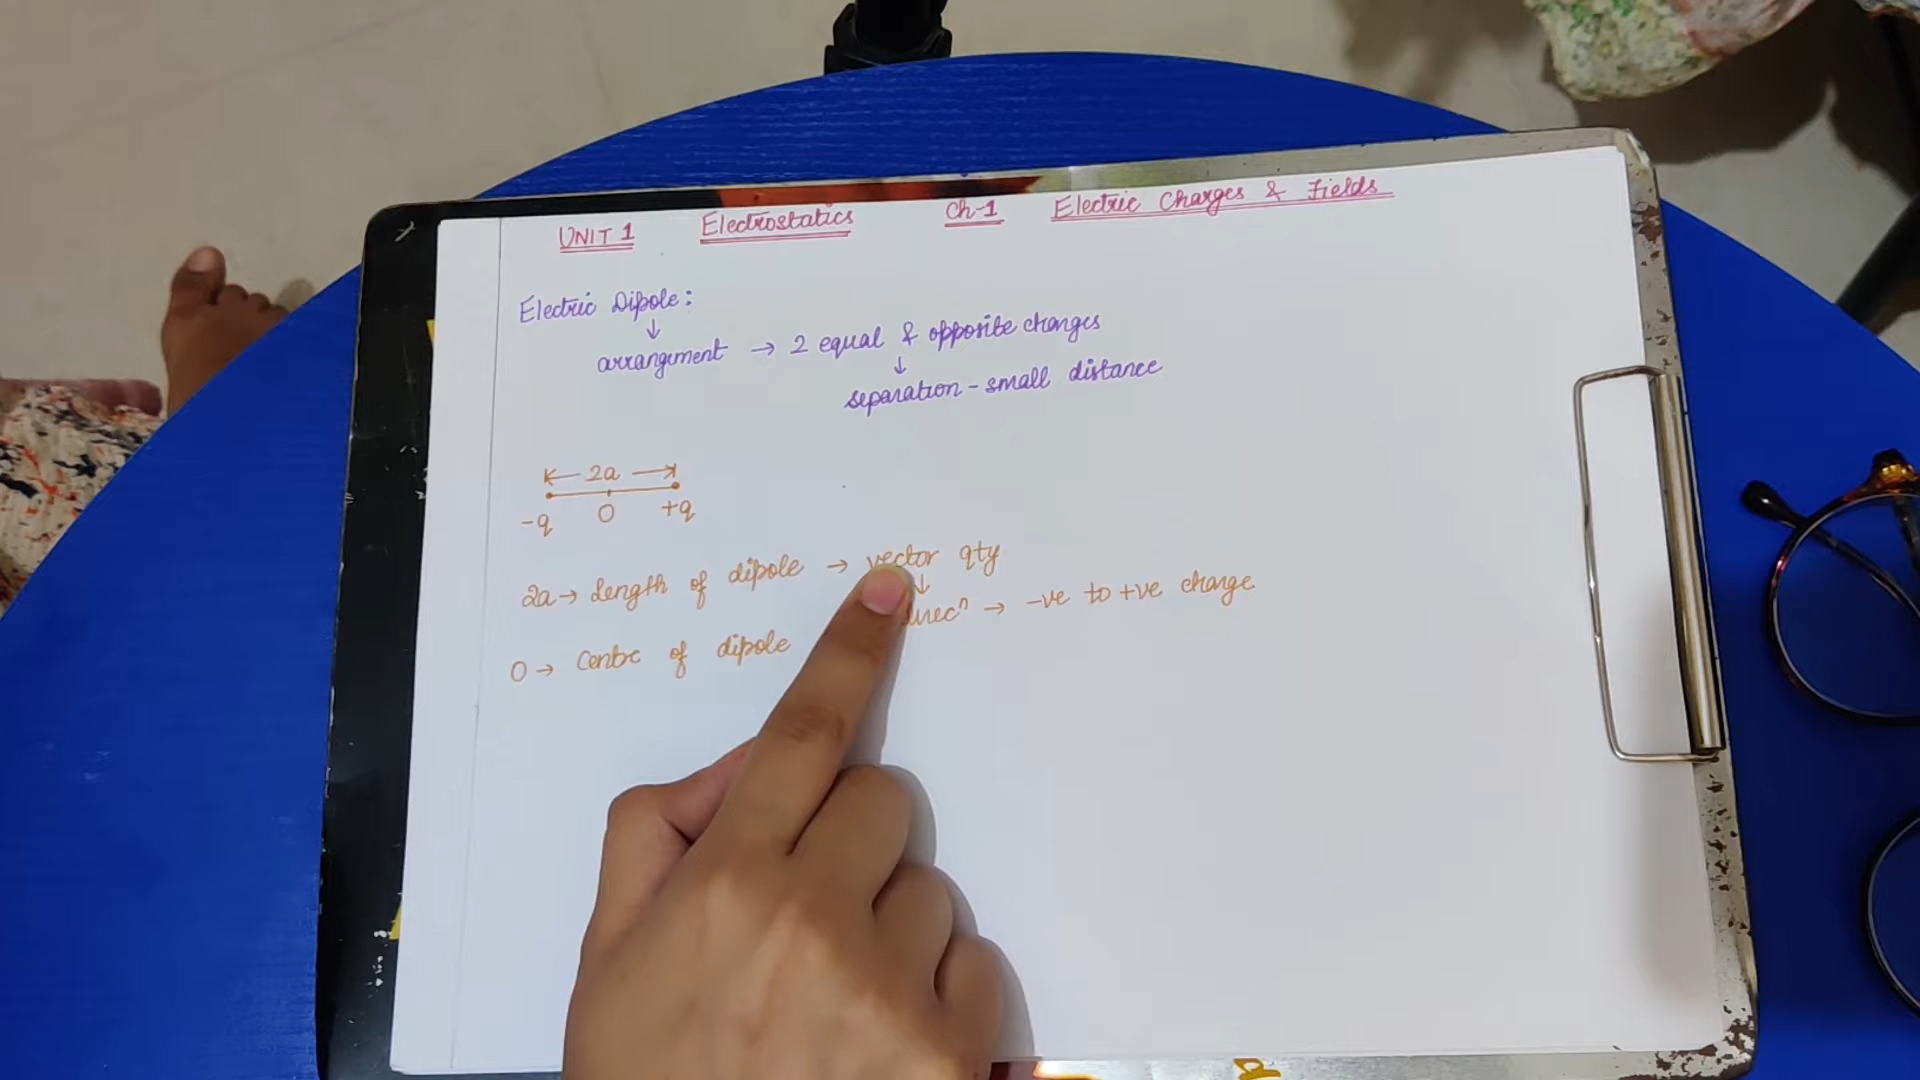 UNIT 1 Electrostatics Ch-1 Electric Charges & Fields
Electric Dipole:
↓
arrangement → 2 equal & opposite charges
↓
separation - small distance
← 2a →
-q O +q
2a → length of dipole → vector qty
↓
direcⁿ → -ve to +ve charge
O → Centre of dipole